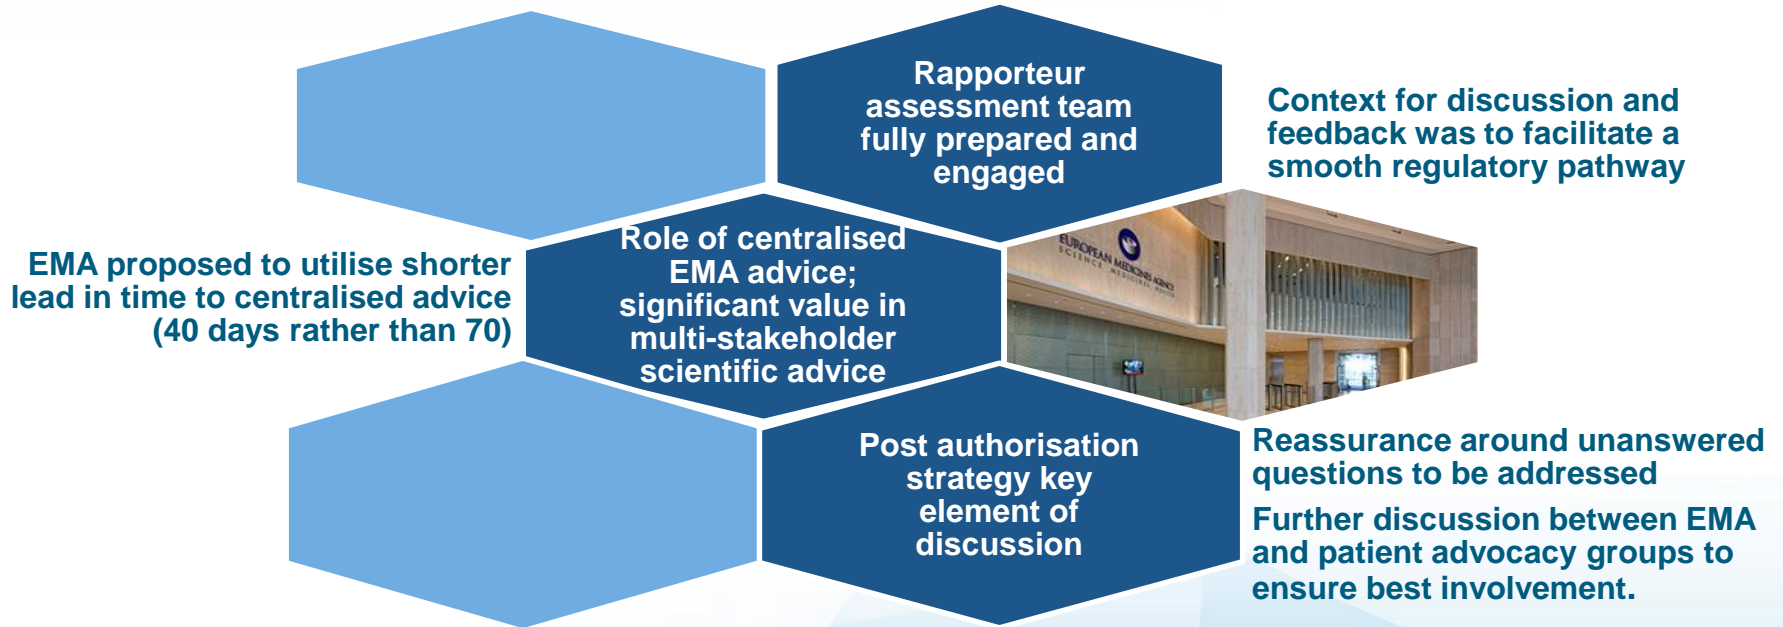 Rapporteur
assessment team
fully prepared and
engaged
Context for discussion and
feedback was to facilitate a
smooth regulatory pathway
EMA proposed to utilise shorter
lead in time to centralised advice
(40 days rather than 70)
Role of centralised
EMA advice;
significant value in
multi-stakeholder
scientific advice
EUROPEAN MEDICINES AGENCY
SCIENCE MEDICINES HEALTH
Post authorisation
strategy key
element of
discussion
Reassurance around unanswered
questions to be addressed
Further discussion between EMA
and patient advocacy groups to
ensure best involvement.